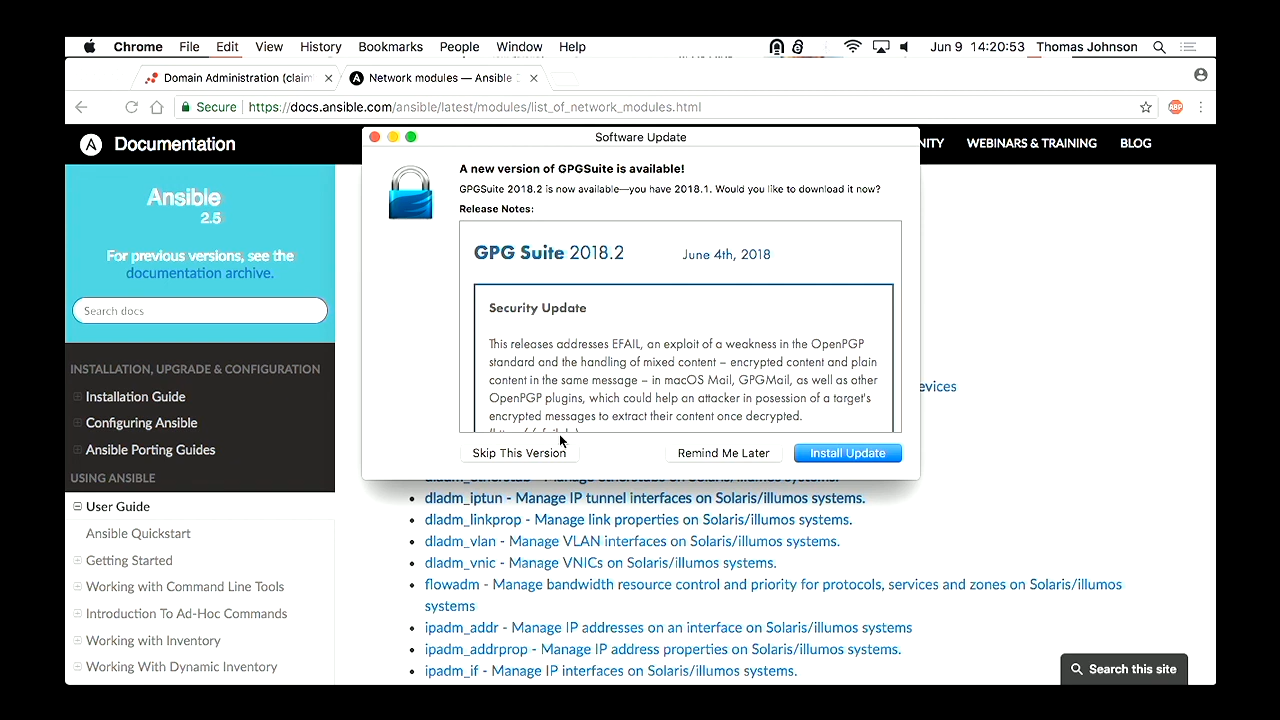 Chrome File Edit View History Bookmarks People Window Help Jun 9 14:20:53 Thomas Johnson
Domain Administration (claim
Network modules — Ansible
Secure https://docs.ansible.com/ansible/latest/modules/list_of_network_modules.html
ABP
Documentation
NITY WEBINARS & TRAINING BLOG
Software Update
A new version of GPGSuite is available!
GPGSuite 2018.2 is now available—you have 2018.1. Would you like to download it now?
Release Notes:
GPG Suite 2018.2 June 4th, 2018
Security Update
This releases addresses EFAIL, an exploit of a weakness in the OpenPGP
standard and the handling of mixed content – encrypted content and plain
content in the same message – in macOS Mail, GPGMail, as well as other
OpenPGP plugins, which could help an attacker in posession of a target's
encrypted messages to extract their content once decrypted.
Skip This Version Remind Me Later Install Update
Ansible
2.5
For previous versions, see the
documentation archive.
Search docs
INSTALLATION, UPGRADE & CONFIGURATION
Installation Guide
Configuring Ansible
Ansible Porting Guides
USING ANSIBLE
User Guide
Ansible Quickstart
Getting Started
Working with Command Line Tools
Introduction To Ad-Hoc Commands
Working with Inventory
Working With Dynamic Inventory
evices
dladm_iptun - Manage IP tunnel interfaces on Solaris/illumos systems.
dladm_linkprop - Manage link properties on Solaris/illumos systems.
dladm_vlan - Manage VLAN interfaces on Solaris/illumos systems.
dladm_vnic - Manage VNICs on Solaris/illumos systems.
flowadm - Manage bandwidth resource control and priority for protocols, services and zones on Solaris/illumos
systems
ipadm_addr - Manage IP addresses on an interface on Solaris/illumos systems
ipadm_addrprop - Manage IP address properties on Solaris/illumos systems.
ipadm_if - Manage IP interfaces on Solaris/illumos systems.
Search this site